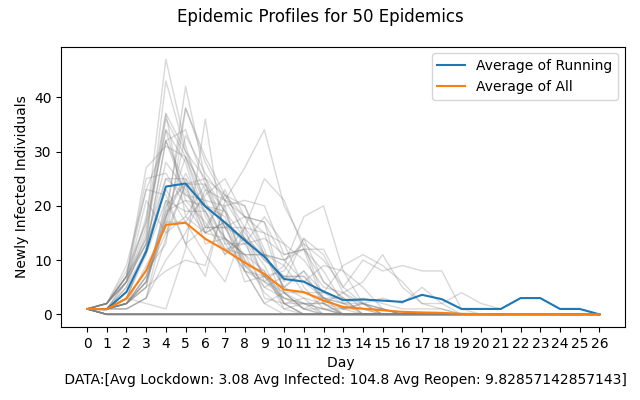 Epidemic Profiles for 50 Epidemics
Average of Running
Average of All
Newly Infected Individuals
40
30
20
10
0
0 1 2 3 4 5 6 7 8 9 10 11 12 13 14 15 16 17 18 19 20 21 22 23 24 25 26
Day
DATA:[Avg Lockdown: 3.08 Avg Infected: 104.8 Avg Reopen: 9.82857142857143]